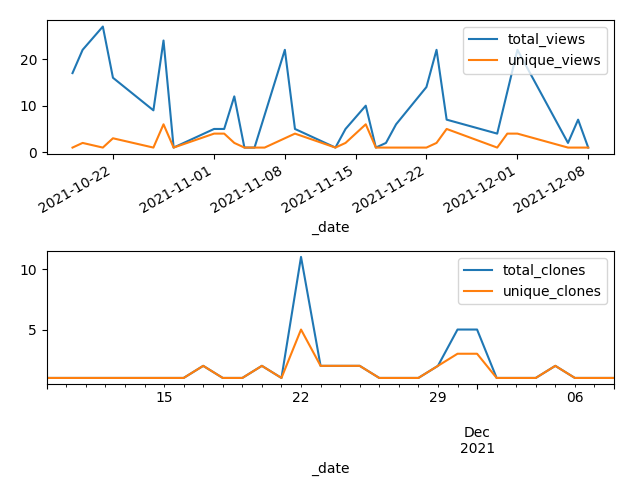 20
10
0
total_views
unique_views
2021-10-22
2021-11-01
2021-11-08
2021-11-15
2021-11-22
2021-12-01
2021-12-08
_date
10
5
total_clones
unique_clones
15
22
29
06
Dec
2021
_date